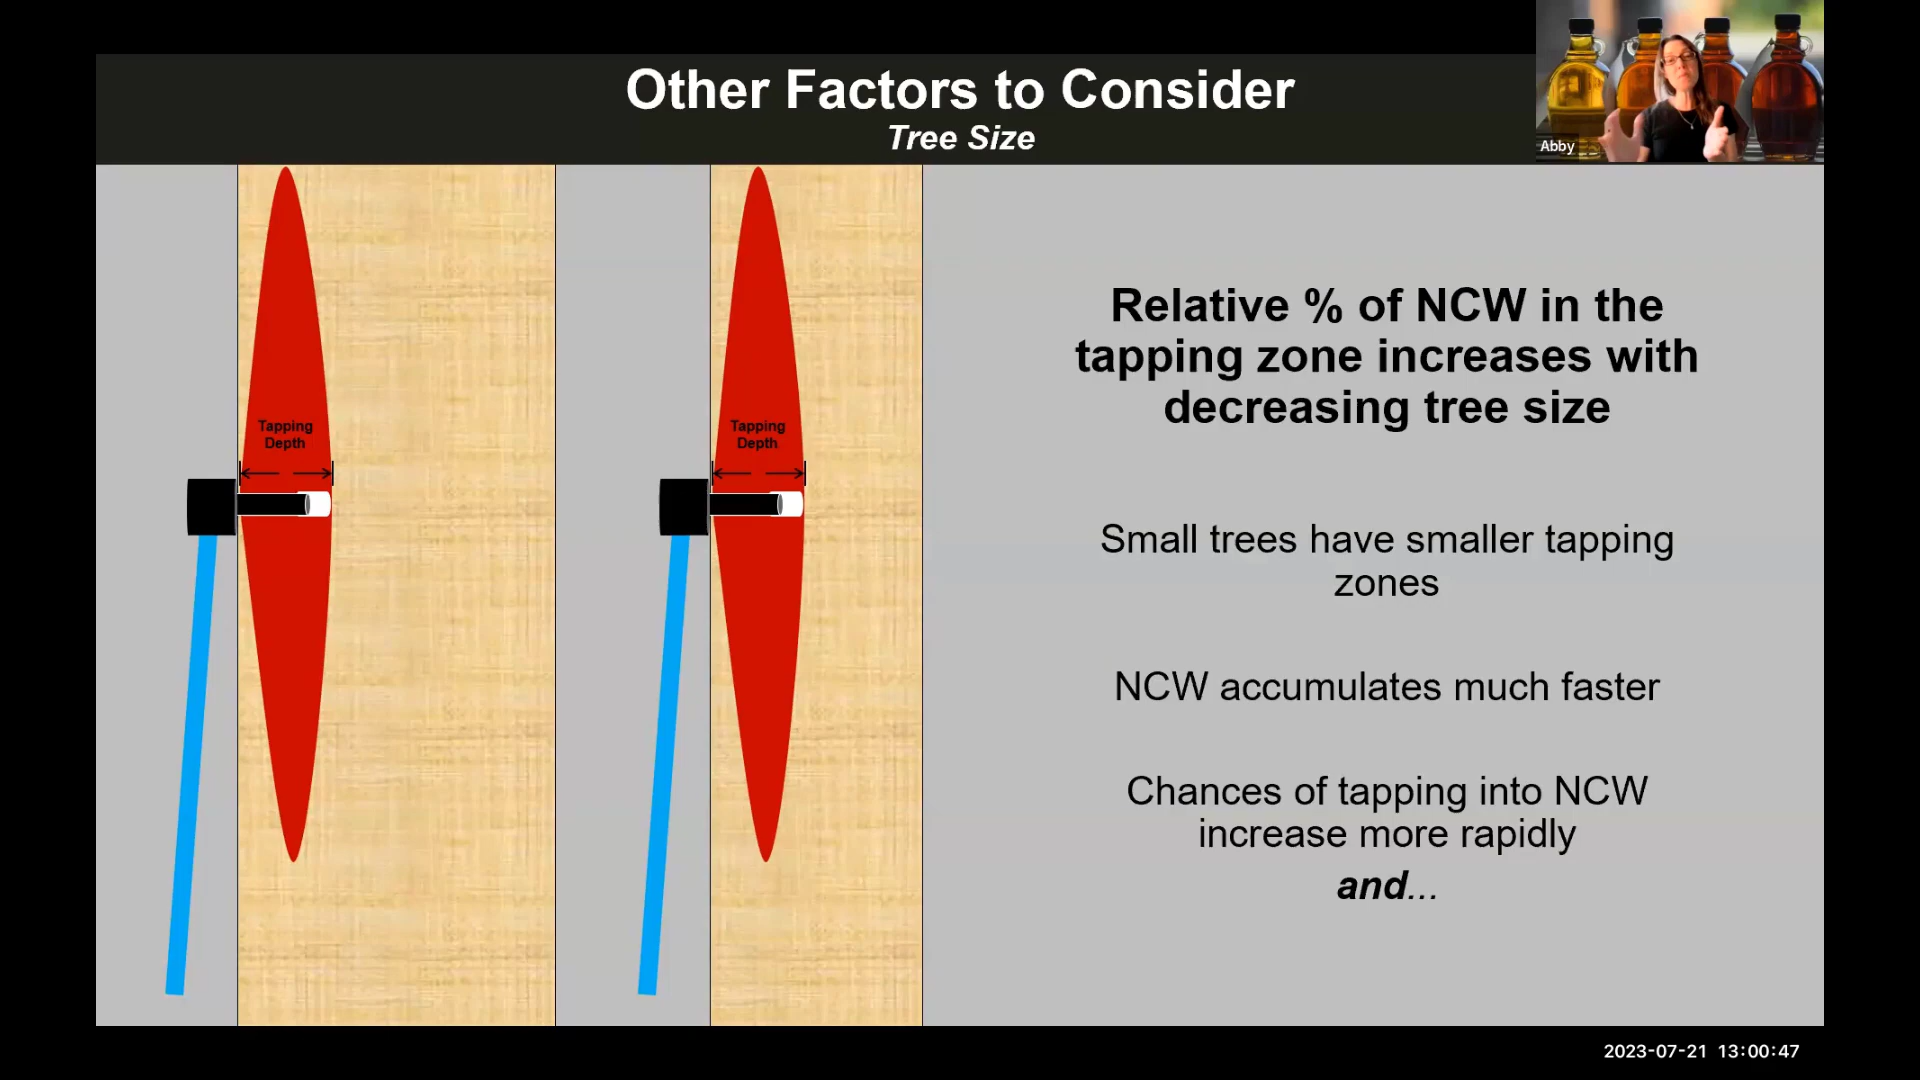 Other Factors to Consider
Tree Size
Abby
Tapping
Depth
Tapping
Depth
Relative % of NCW in the
tapping zone increases with
decreasing tree size
Small trees have smaller tapping
zones
NCW accumulates much faster
Chances of tapping into NCW
increase more rapidly
and...
2023-07-21 13:00:47